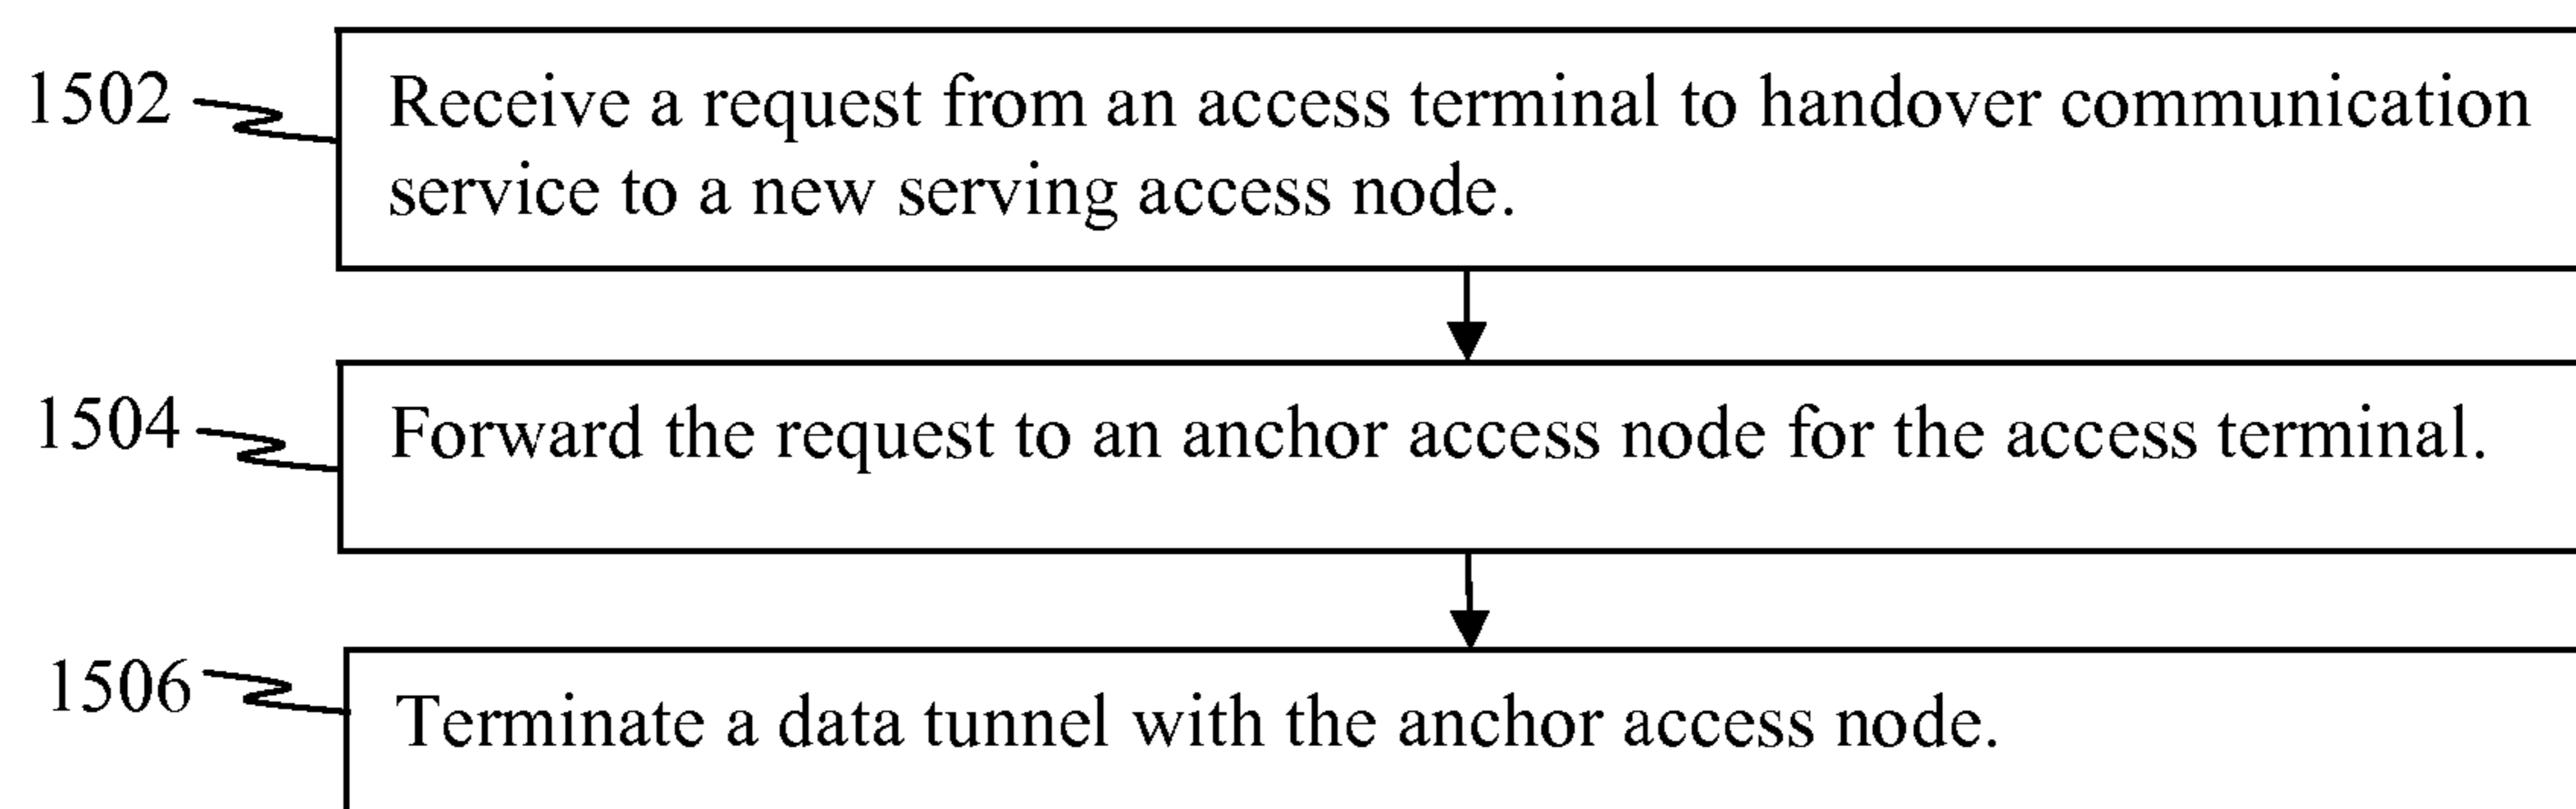 1502
Receive a request from an access terminal to handover communication
service to a new serving access node.
1504
Forward the request to an anchor access node for the access terminal.
1506
Terminate a data tunnel with the anchor access node.